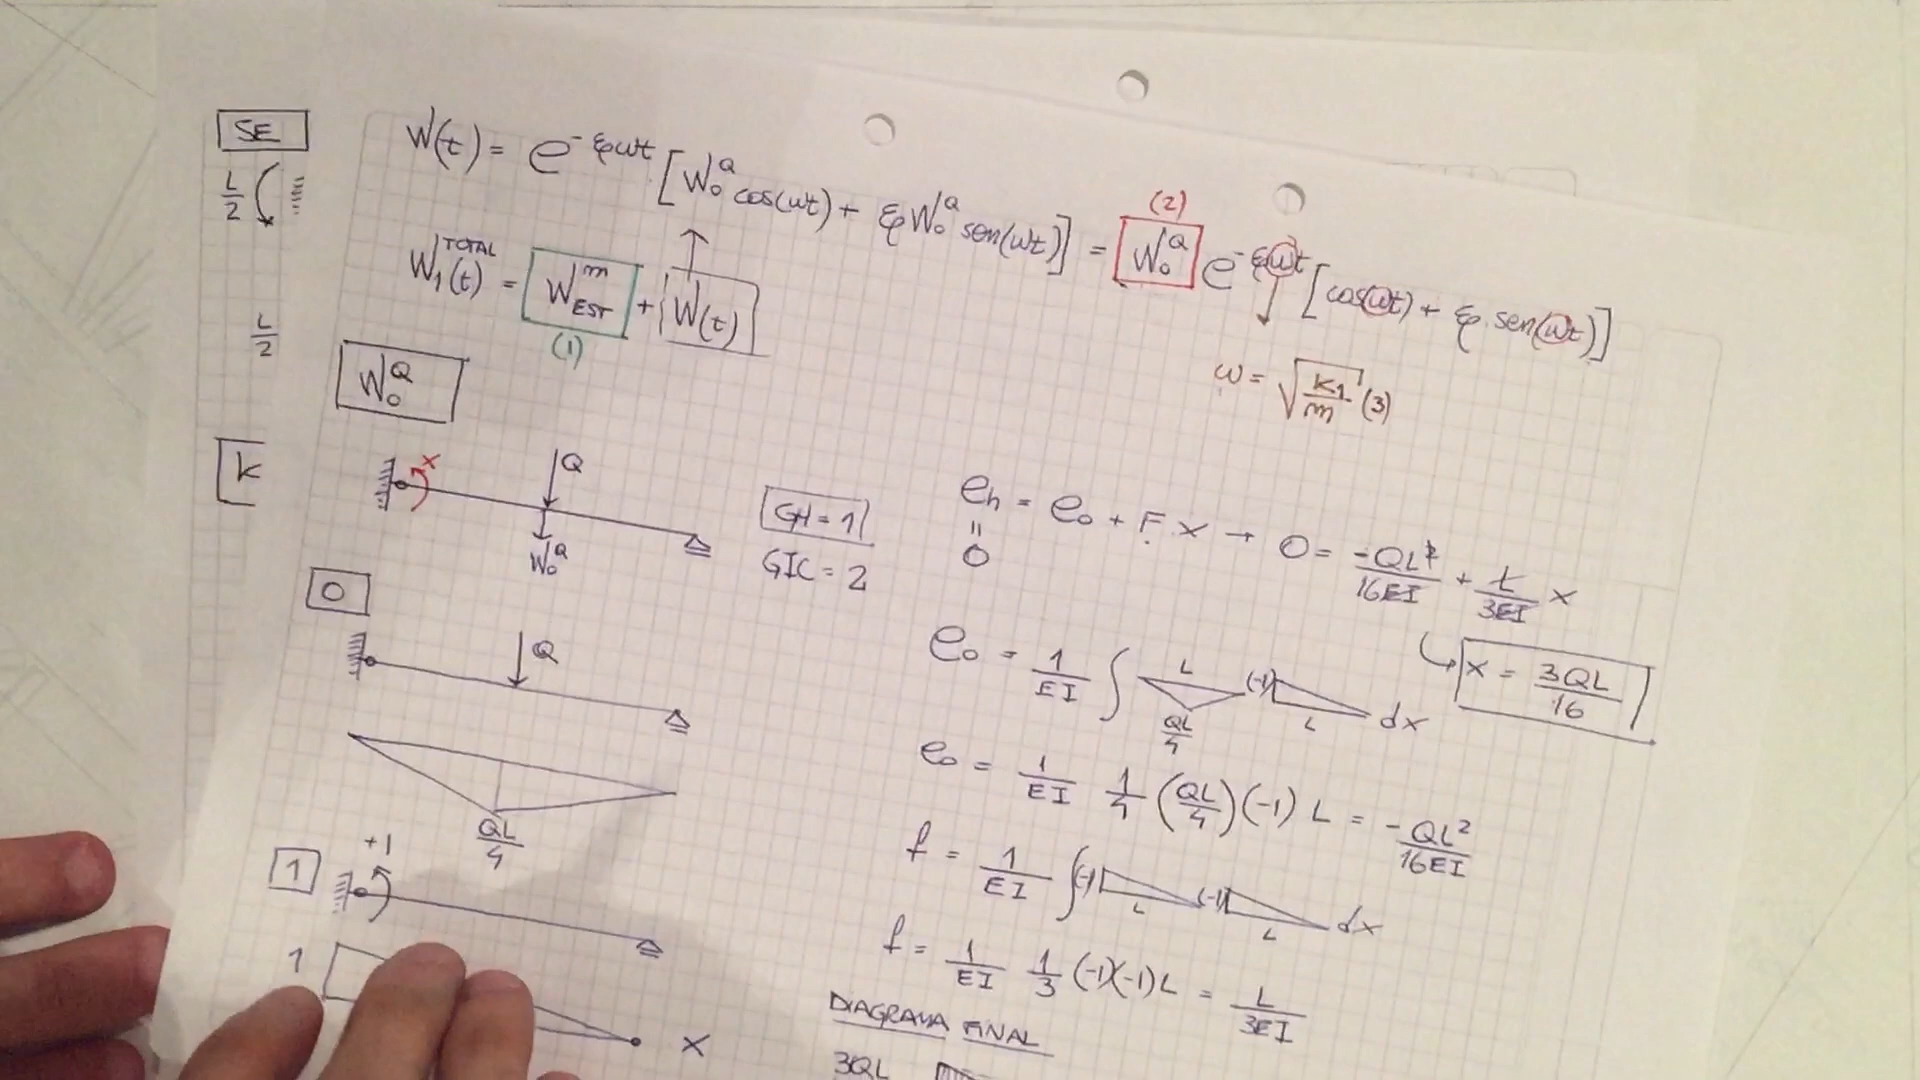 SE
L/2
L/2
K
W(t) = e^{-ξωt} [W₀^Q cos(ωt) + ξW₀^Q sen(ωt)] = W₀^Q e^{-ξωt} [cos(ωt) + ξ·sen(ωt)]
(2)
W₁^{TOTAL}(t) = W_{EST}^m + W(t)
(1)
ω = √(K₁/m) (3)
W₀^Q
x
Q
W₀^Q
GH = 1
GIC = 2
e_h = e₀ + F x → 0 = -QL²/16EI + L/3EI x
"
0
x = 3QL/16
0
Q
QL/4
e₀ = 1/EI ∫ L QL/4 (-1) L dx
e₀ = 1/EI 1/4 (QL/4)(-1) L = -QL²/16EI
1
+1
1
x
f = 1/EI ∫ (-1) L (-1) L dx
f = 1/EI 1/3 (-1)(-1)L = L/3EI
DIAGRAMA FINAL
3QL